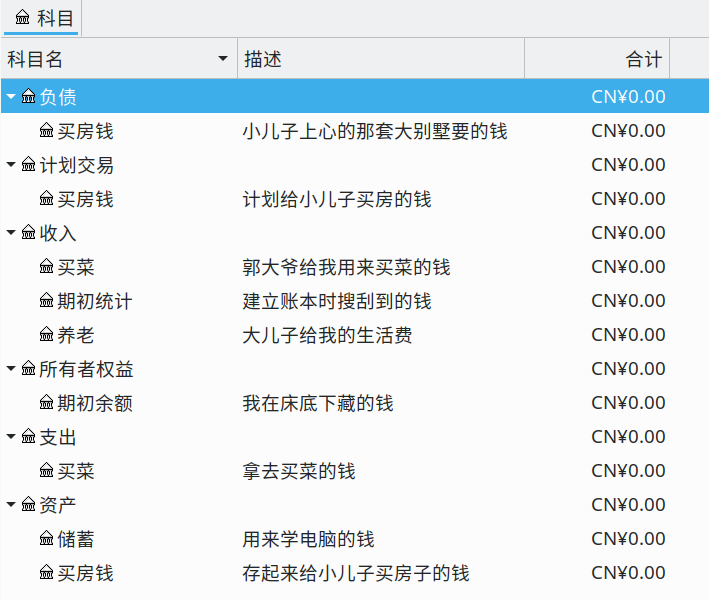 科目
科目名 描述 合计
负债 CN¥0.00
买房钱 小儿子上心的那套大别墅要的钱 CN¥0.00
计划交易 CN¥0.00
买房钱 计划给小儿子买房的钱 CN¥0.00
收入 CN¥0.00
买菜 郭大爷给我用来买菜的钱 CN¥0.00
期初统计 建立账本时搜刮到的钱 CN¥0.00
养老 大儿子给我的生活费 CN¥0.00
所有者权益 CN¥0.00
期初余额 我在床底下藏的钱 CN¥0.00
支出 CN¥0.00
买菜 拿去买菜的钱 CN¥0.00
资产 CN¥0.00
储蓄 用来学电脑的钱 CN¥0.00
买房钱 存起来给小儿子买房子的钱 CN¥0.00